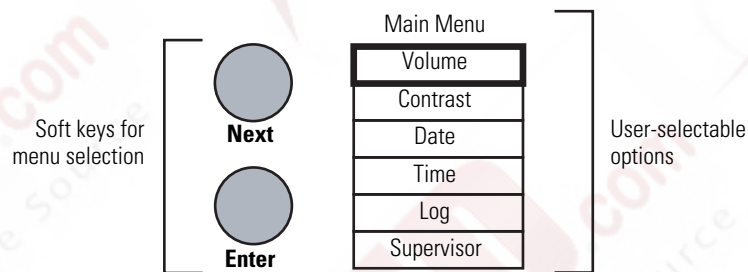 Main Menu
Soft keys for
menu selection
Next
Enter
Volume
Contrast
Date
Time
Log
Supervisor
User-selectable
options